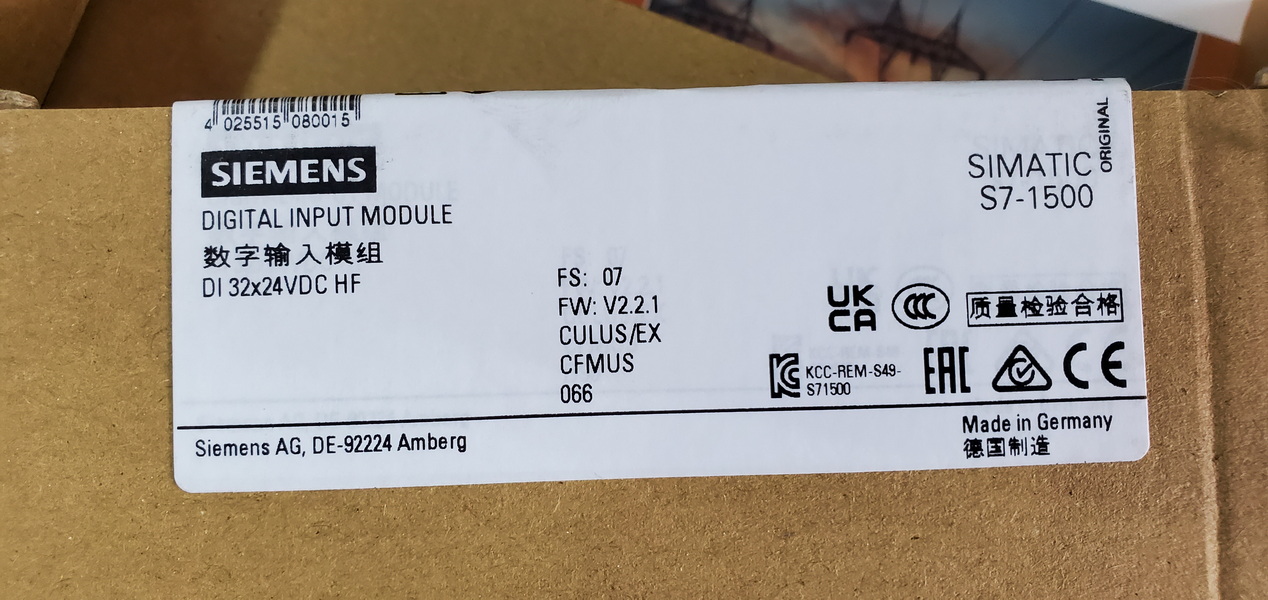 4 025515 080015
SIEMENS
DIGITAL INPUT MODULE
数字输入模组
DI 32x24VDC HF
FS: 07
FW: V2.2.1
CULUS/EX
CFMUS
066
SIMATIC
S7-1500
ORIGINAL
UK
CA
CCC
质量检验合格
KCC-REM-S49-
S71500
EAC
CE
Siemens AG, DE-92224 Amberg
Made in Germany
德国制造